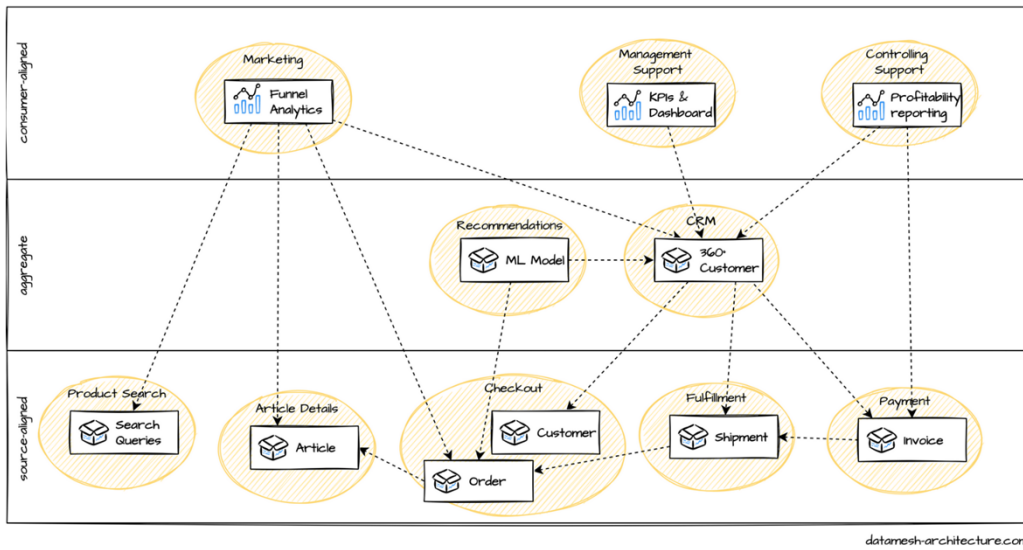 consumer-aligned
Marketing
Funnel
Analytics
Management
Support
KPIs &
Dashboard
Controlling
Support
Profitability
reporting
aggregate
Recommendations
ML Model
CRM
360°
Customer
source-aligned
Product Search
Search
Queries
Article Details
Article
Checkout
Customer
Order
Fulfillment
Shipment
Payment
Invoice
datamesh-architecture.com